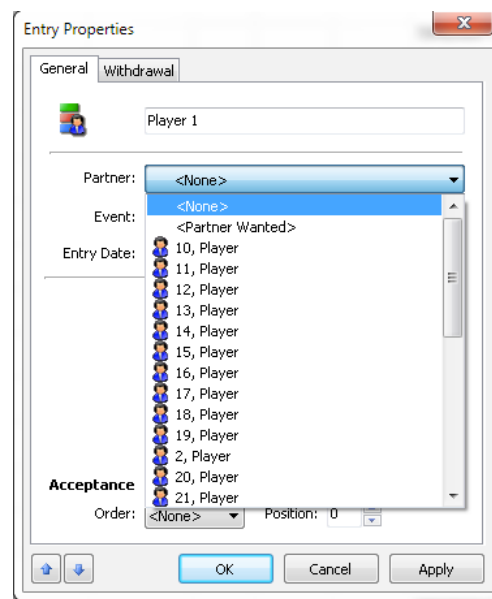 Entry Properties
General Withdrawal
Player 1
Partner: <None>
<None>
Event: <Partner Wanted>
Entry Date: 10, Player
11, Player
12, Player
13, Player
14, Player
15, Player
16, Player
17, Player
18, Player
19, Player
2, Player
Acceptance 20, Player
21, Player
Order: <None> Position: 0
OK Cancel Apply